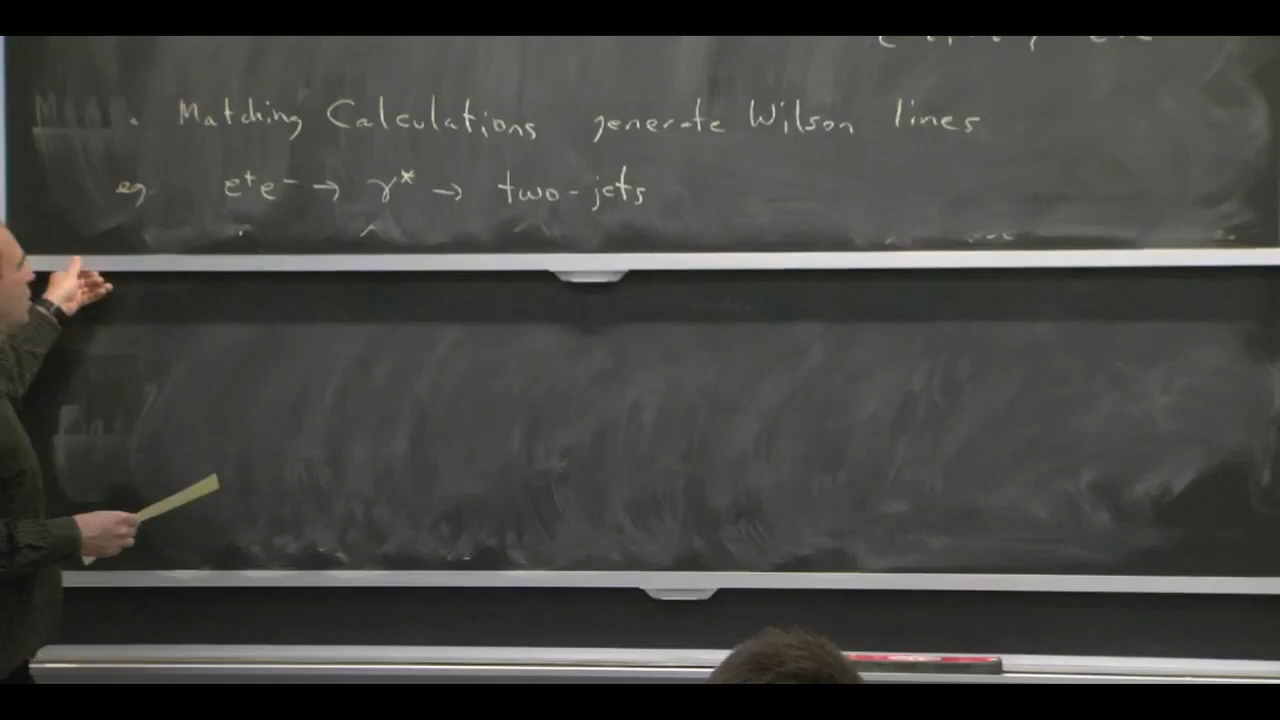 • Matching Calculations generate Wilson lines
eg. e⁺e⁻ → γ* → two-jets